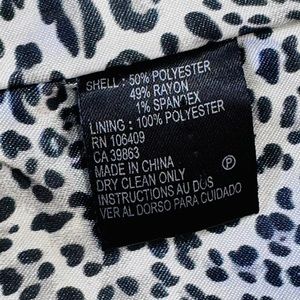 SHELL : 50% POLYESTER
49% RAYON
1% SPANDEX
LINING : 100% POLYESTER
RN 106409
CA 39863
MADE IN CHINA
DRY CLEAN ONLY
P
INSTRUCTIONS AU DOS
VER AL DORSO PARA CUIDADO